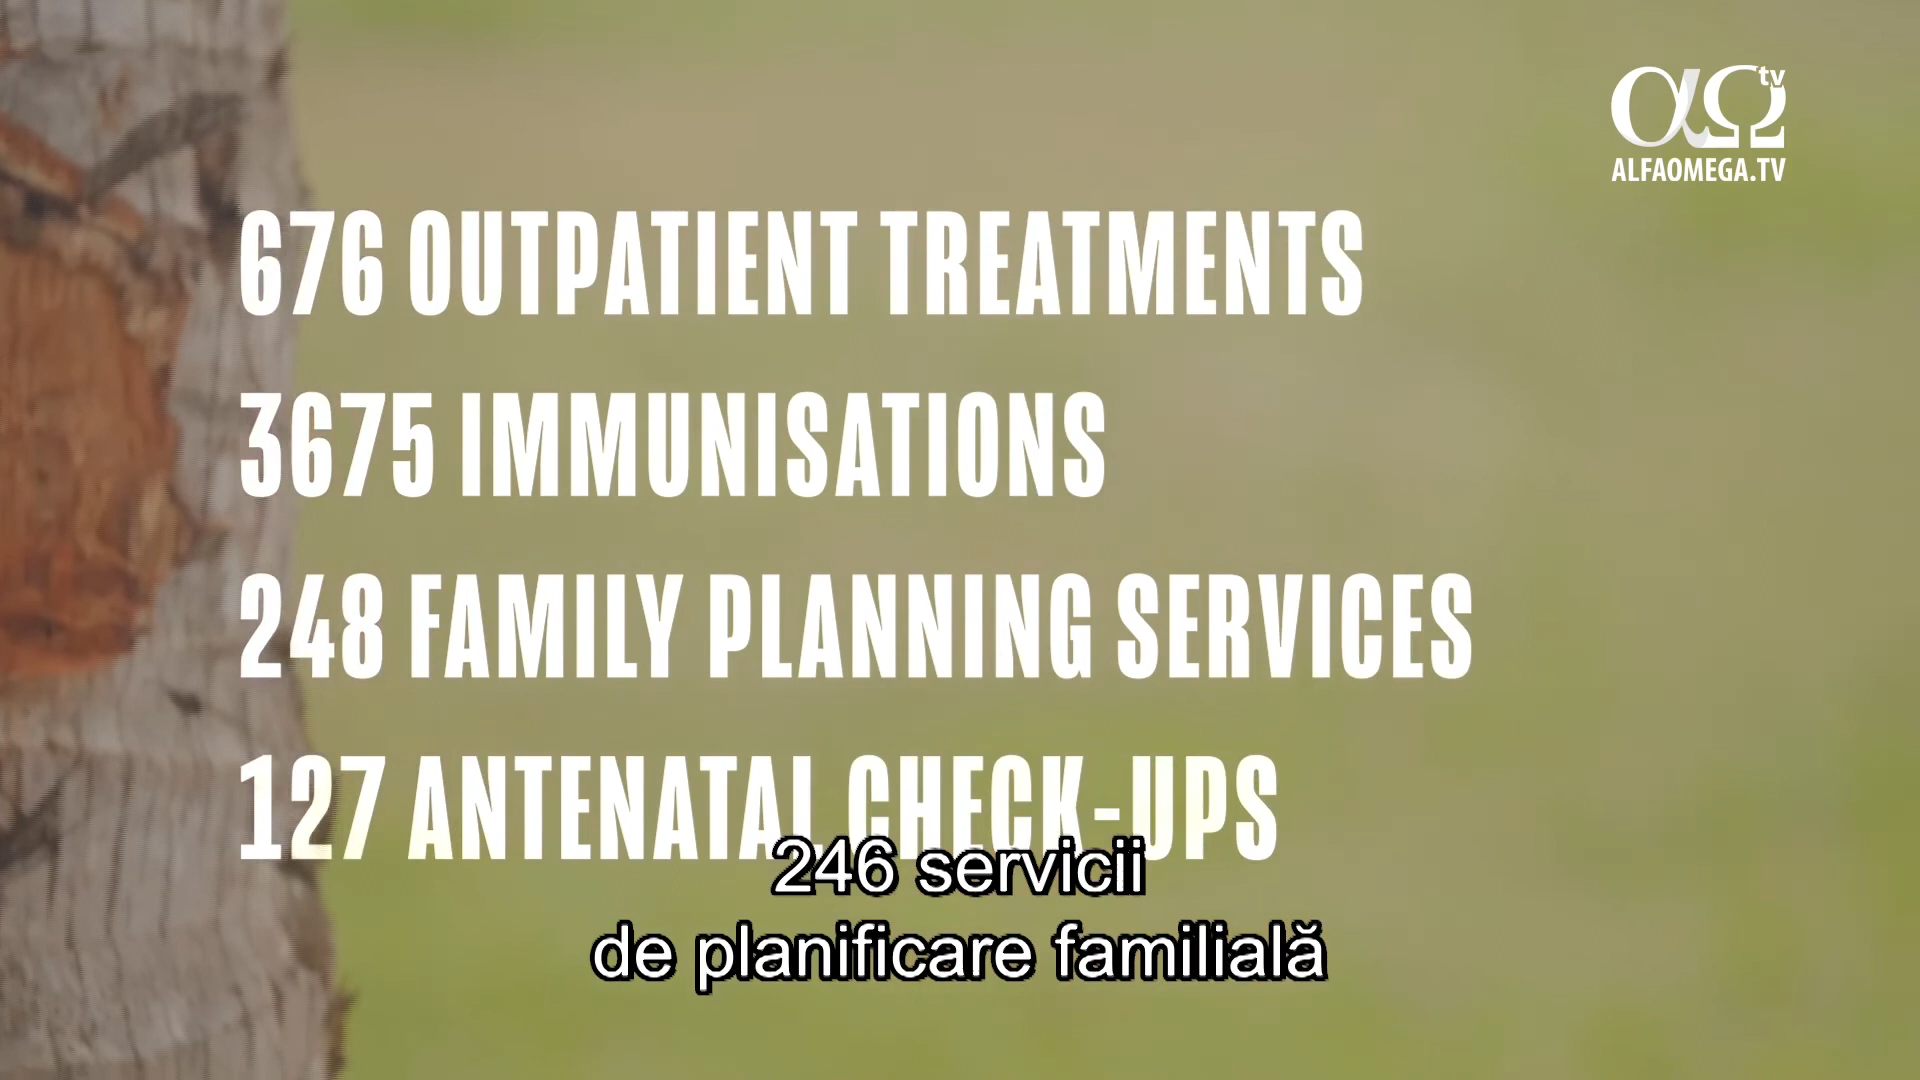 αΩ tv
ALFAOMEGA.TV
676 OUTPATIENT TREATMENTS
3675 IMMUNISATIONS
248 FAMILY PLANNING SERVICES
127 ANTENATAL CHECK-UPS
246 servicii
de planificare familială